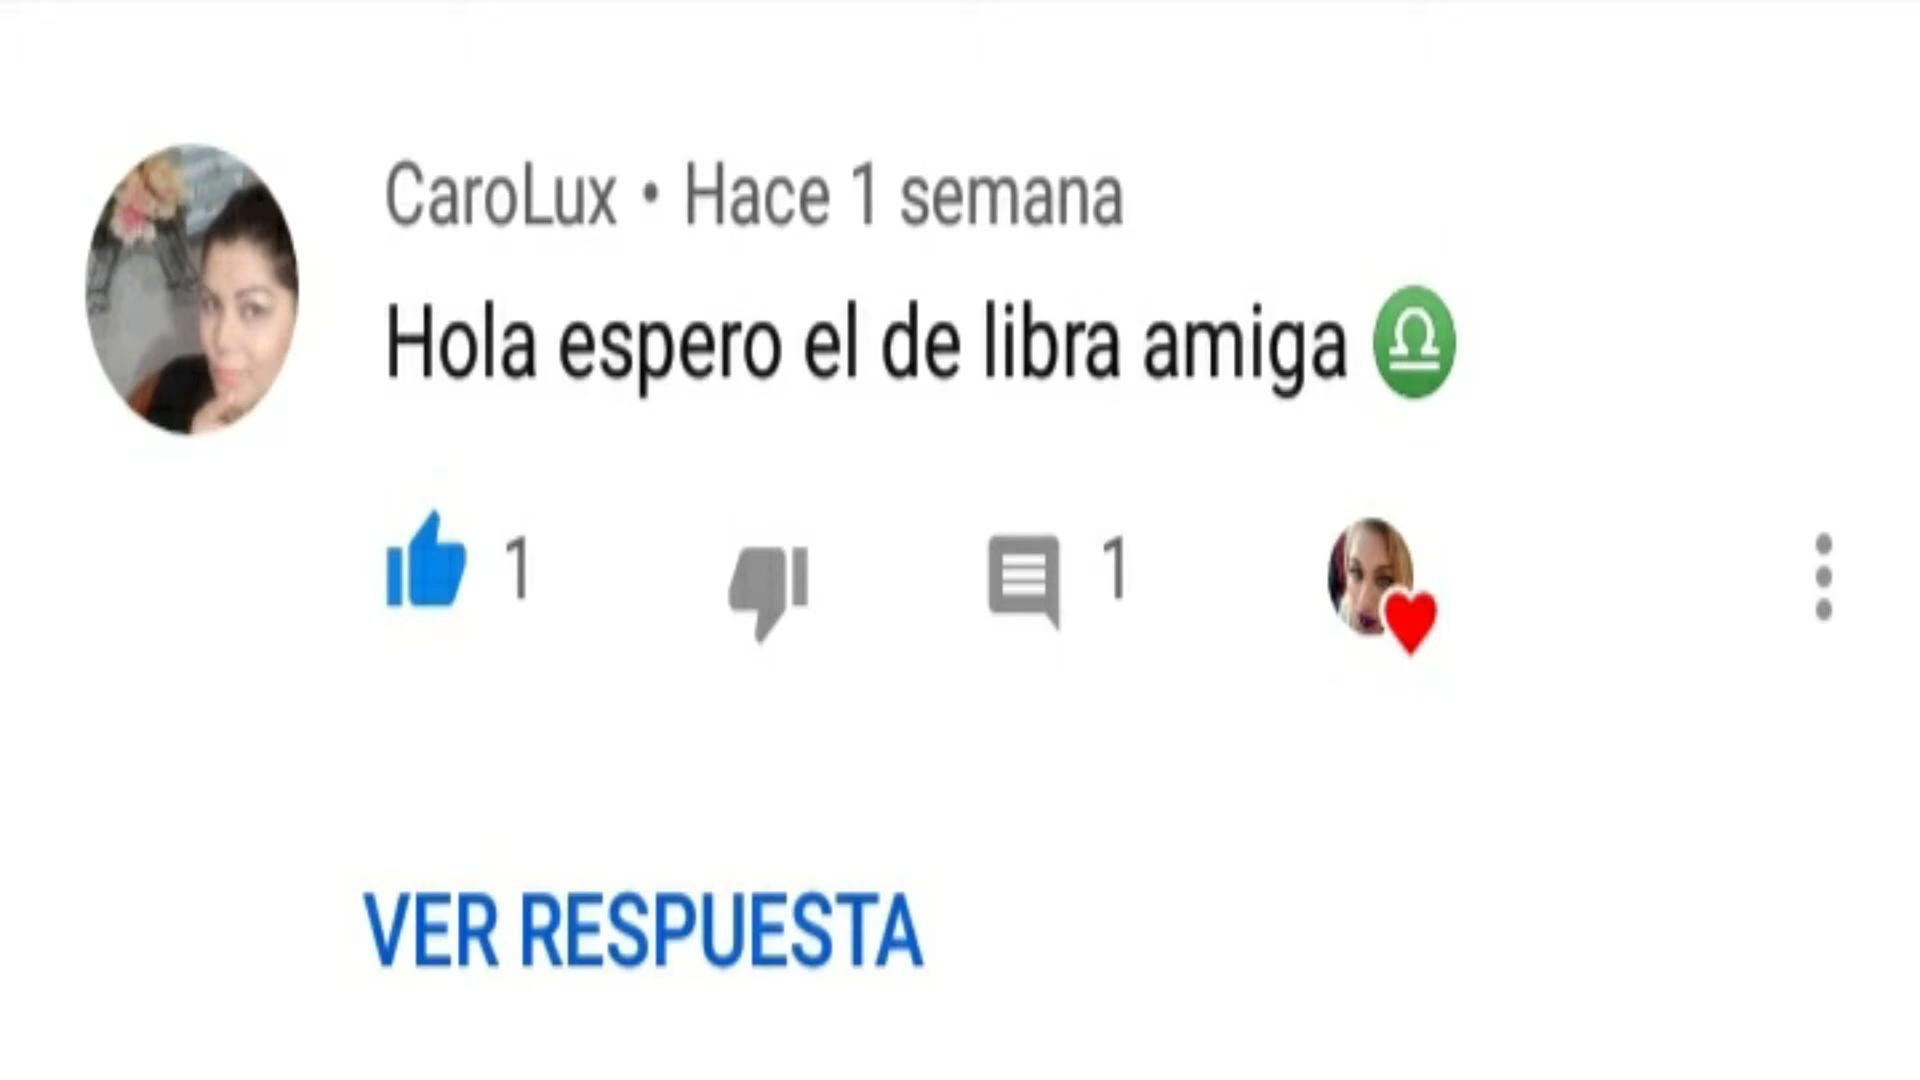 CaroLux • Hace 1 semana
Hola espero el de libra amiga ♎
1 1
VER RESPUESTA